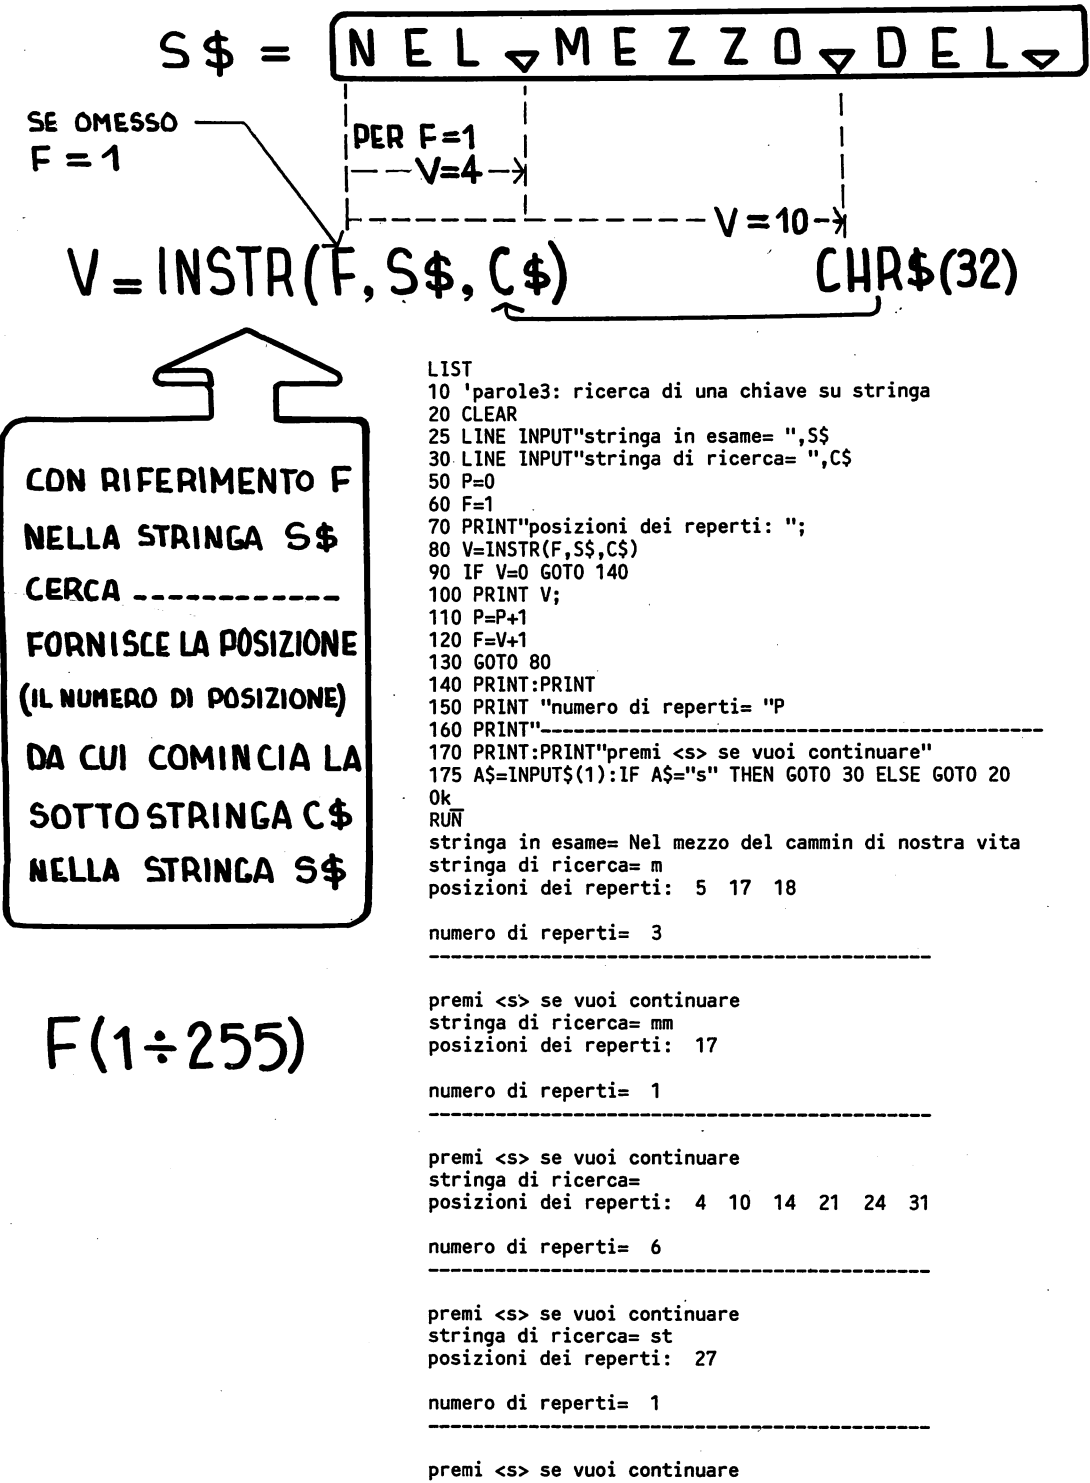 S$ = NEL▽MEZZO▽DEL▽
SE OMESSO
F = 1
PER F=1
V=4
V=10
V=INSTR(F,S$,C$)
CHR$(32)
CON RIFERIMENTO F
NELLA STRINGA S$
CERCA ------------
FORNISCE LA POSIZIONE
(IL NUMERO DI POSIZIONE)
DA CUI COMINCIA LA
SOTTOSTRINGA C$
NELLA STRINGA S$
F(1÷255)
LIST
10 'parole3: ricerca di una chiave su stringa
20 CLEAR
25 LINE INPUT"stringa in esame= ",S$
30 LINE INPUT"stringa di ricerca= ",C$
50 P=0
60 F=1
70 PRINT"posizioni dei reperti: ";
80 V=INSTR(F,S$,C$)
90 IF V=0 GOTO 140
100 PRINT V;
110 P=P+1
120 F=V+1
130 GOTO 80
140 PRINT:PRINT
150 PRINT "numero di reperti= "P
160 PRINT"---------------------------------------------
170 PRINT:PRINT"premi <s> se vuoi continuare"
175 A$=INPUT$(1):IF A$="s" THEN GOTO 30 ELSE GOTO 20
Ok_
RUN
stringa in esame= Nel mezzo del cammin di nostra vita
stringa di ricerca= m
posizioni dei reperti:  5  17  18
numero di reperti=  3
---------------------------------------------
premi <s> se vuoi continuare
stringa di ricerca= mm
posizioni dei reperti:  17
numero di reperti=  1
---------------------------------------------
premi <s> se vuoi continuare
stringa di ricerca=
posizioni dei reperti:  4  10  14  21  24  31
numero di reperti=  6
---------------------------------------------
premi <s> se vuoi continuare
stringa di ricerca= st
posizioni dei reperti:  27
numero di reperti=  1
---------------------------------------------
premi <s> se vuoi continuare